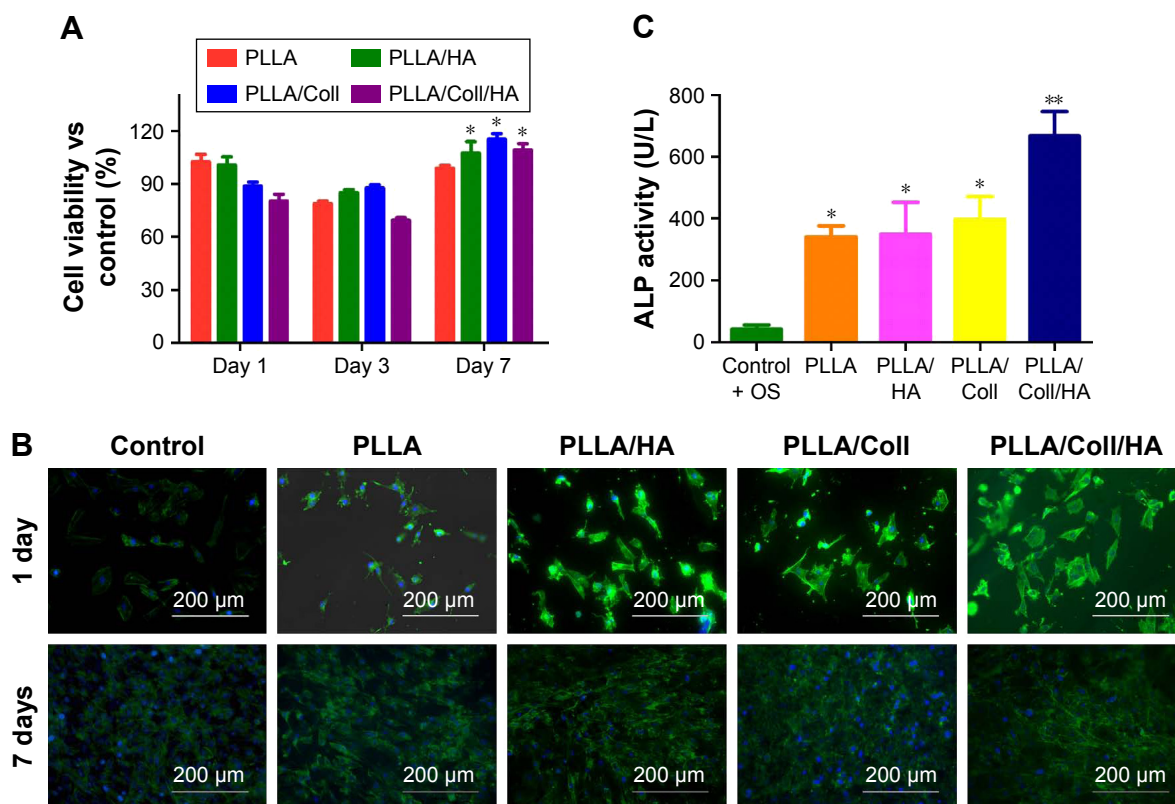 A
PLLA
PLLA/HA
PLLA/Coll
PLLA/Coll/HA
Cell viability vs
control (%)
120
90
60
30
0
* * *
Day 1
Day 3
Day 7
C
ALP activity (U/L)
800
600
400
200
0
* * * **
Control
+ OS
PLLA
PLLA/
HA
PLLA/
Coll
PLLA/
Coll/HA
B
Control
PLLA
PLLA/HA
PLLA/Coll
PLLA/Coll/HA
1 day
200 µm
200 µm
200 µm
200 µm
200 µm
7 days
200 µm
200 µm
200 µm
200 µm
200 µm